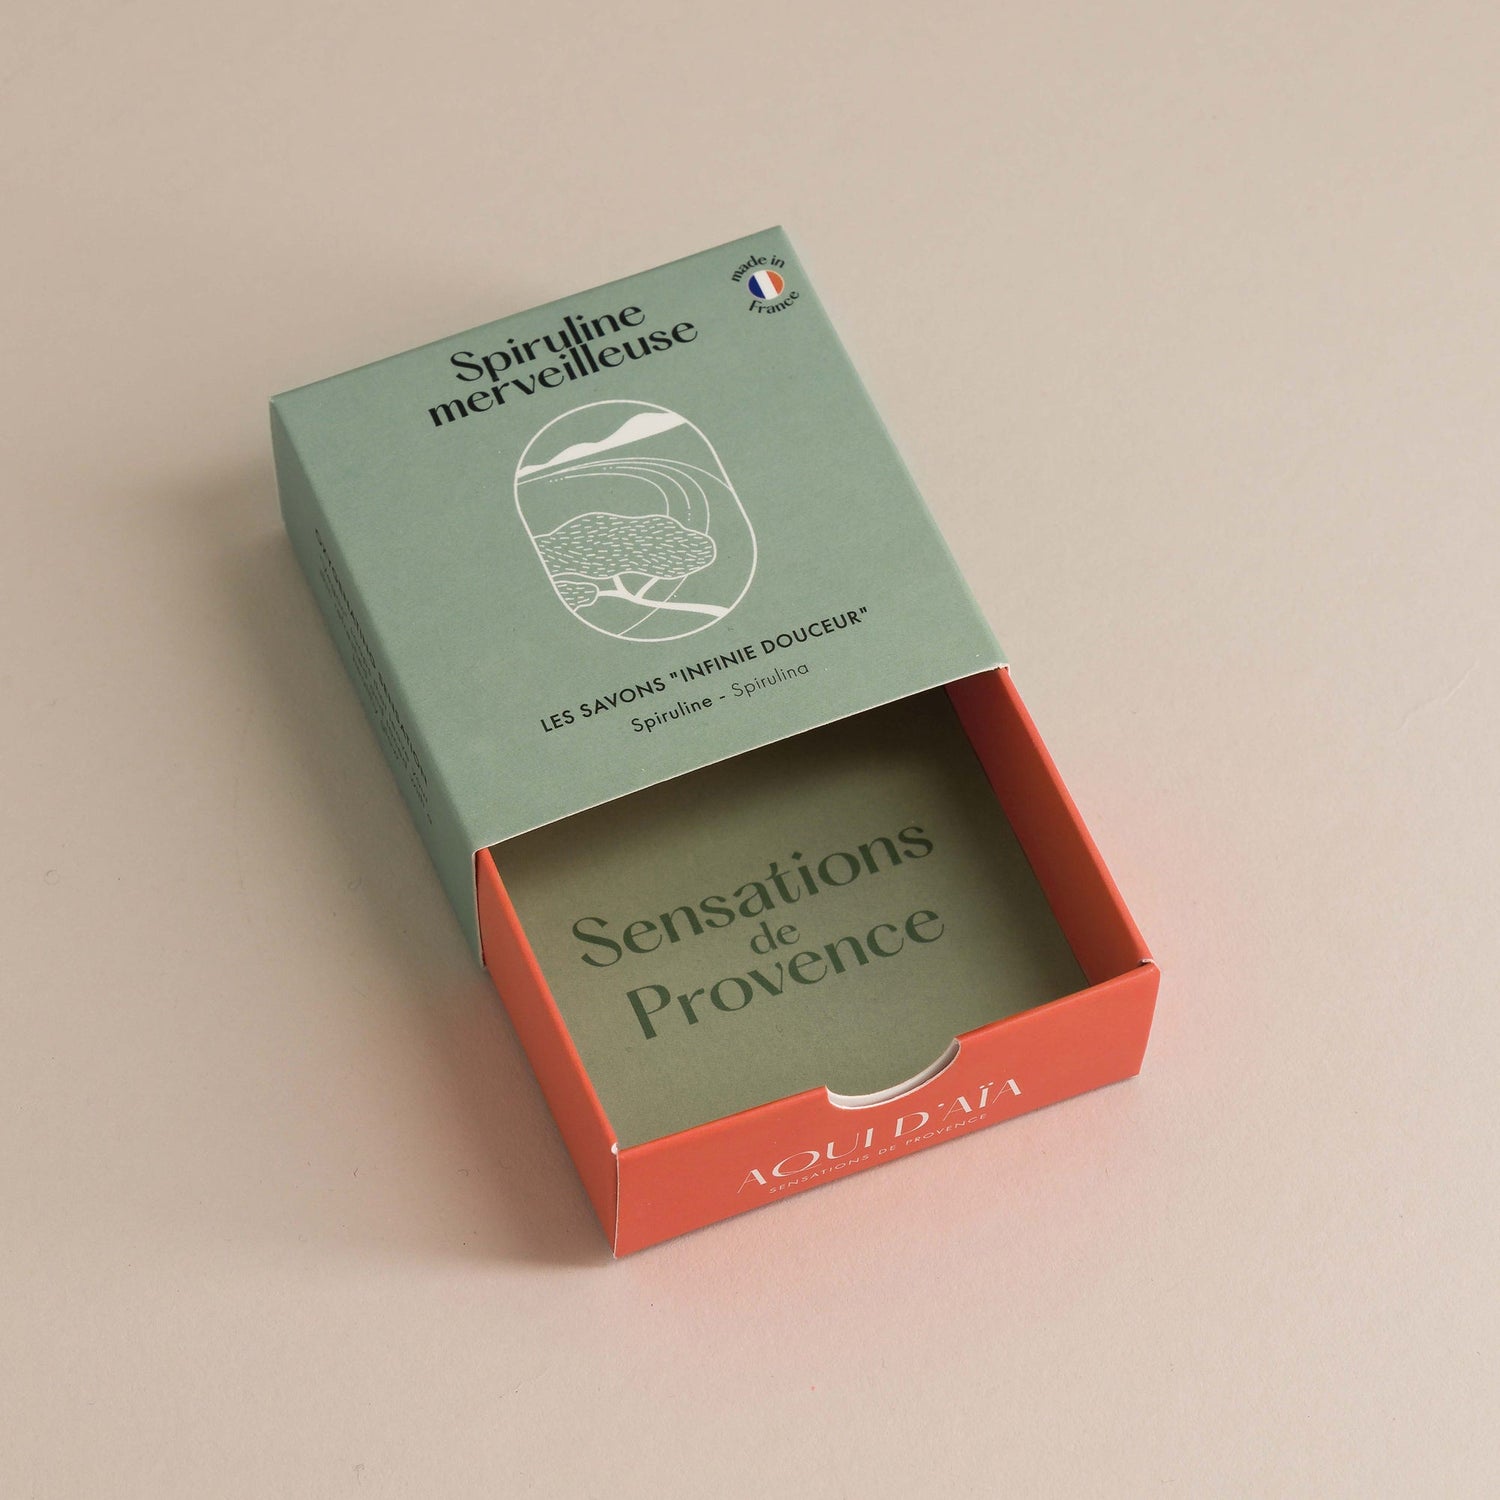 made in
France
Spiruline
merveilleuse
LES SAVONS "INFINIE DOUCEUR"
Spiruline - Spirulina
Sensations
de
Provence
AQUI D'AÏA
SENSATIONS DE PROVENCE